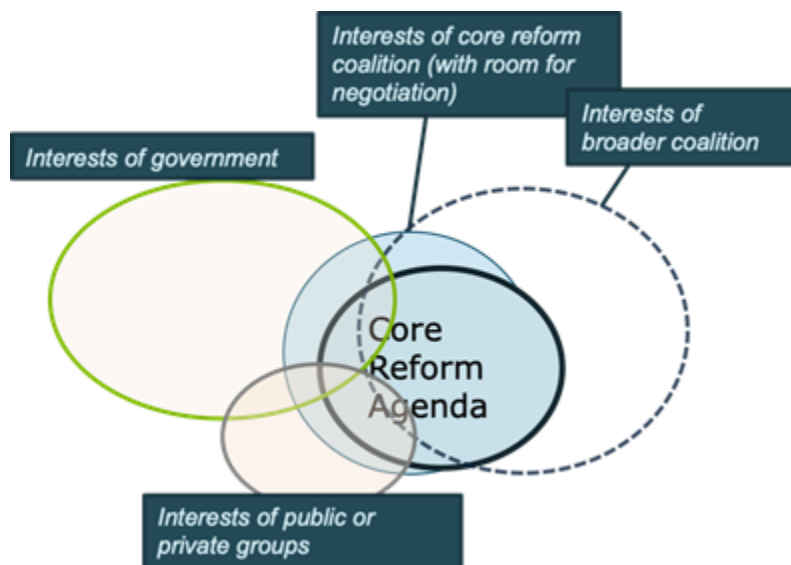 Interests of core reform
coalition (with room for
negotiation)
Interests of
broader coalition
Interests of government
Core
Reform
Agenda
Interests of public or
private groups